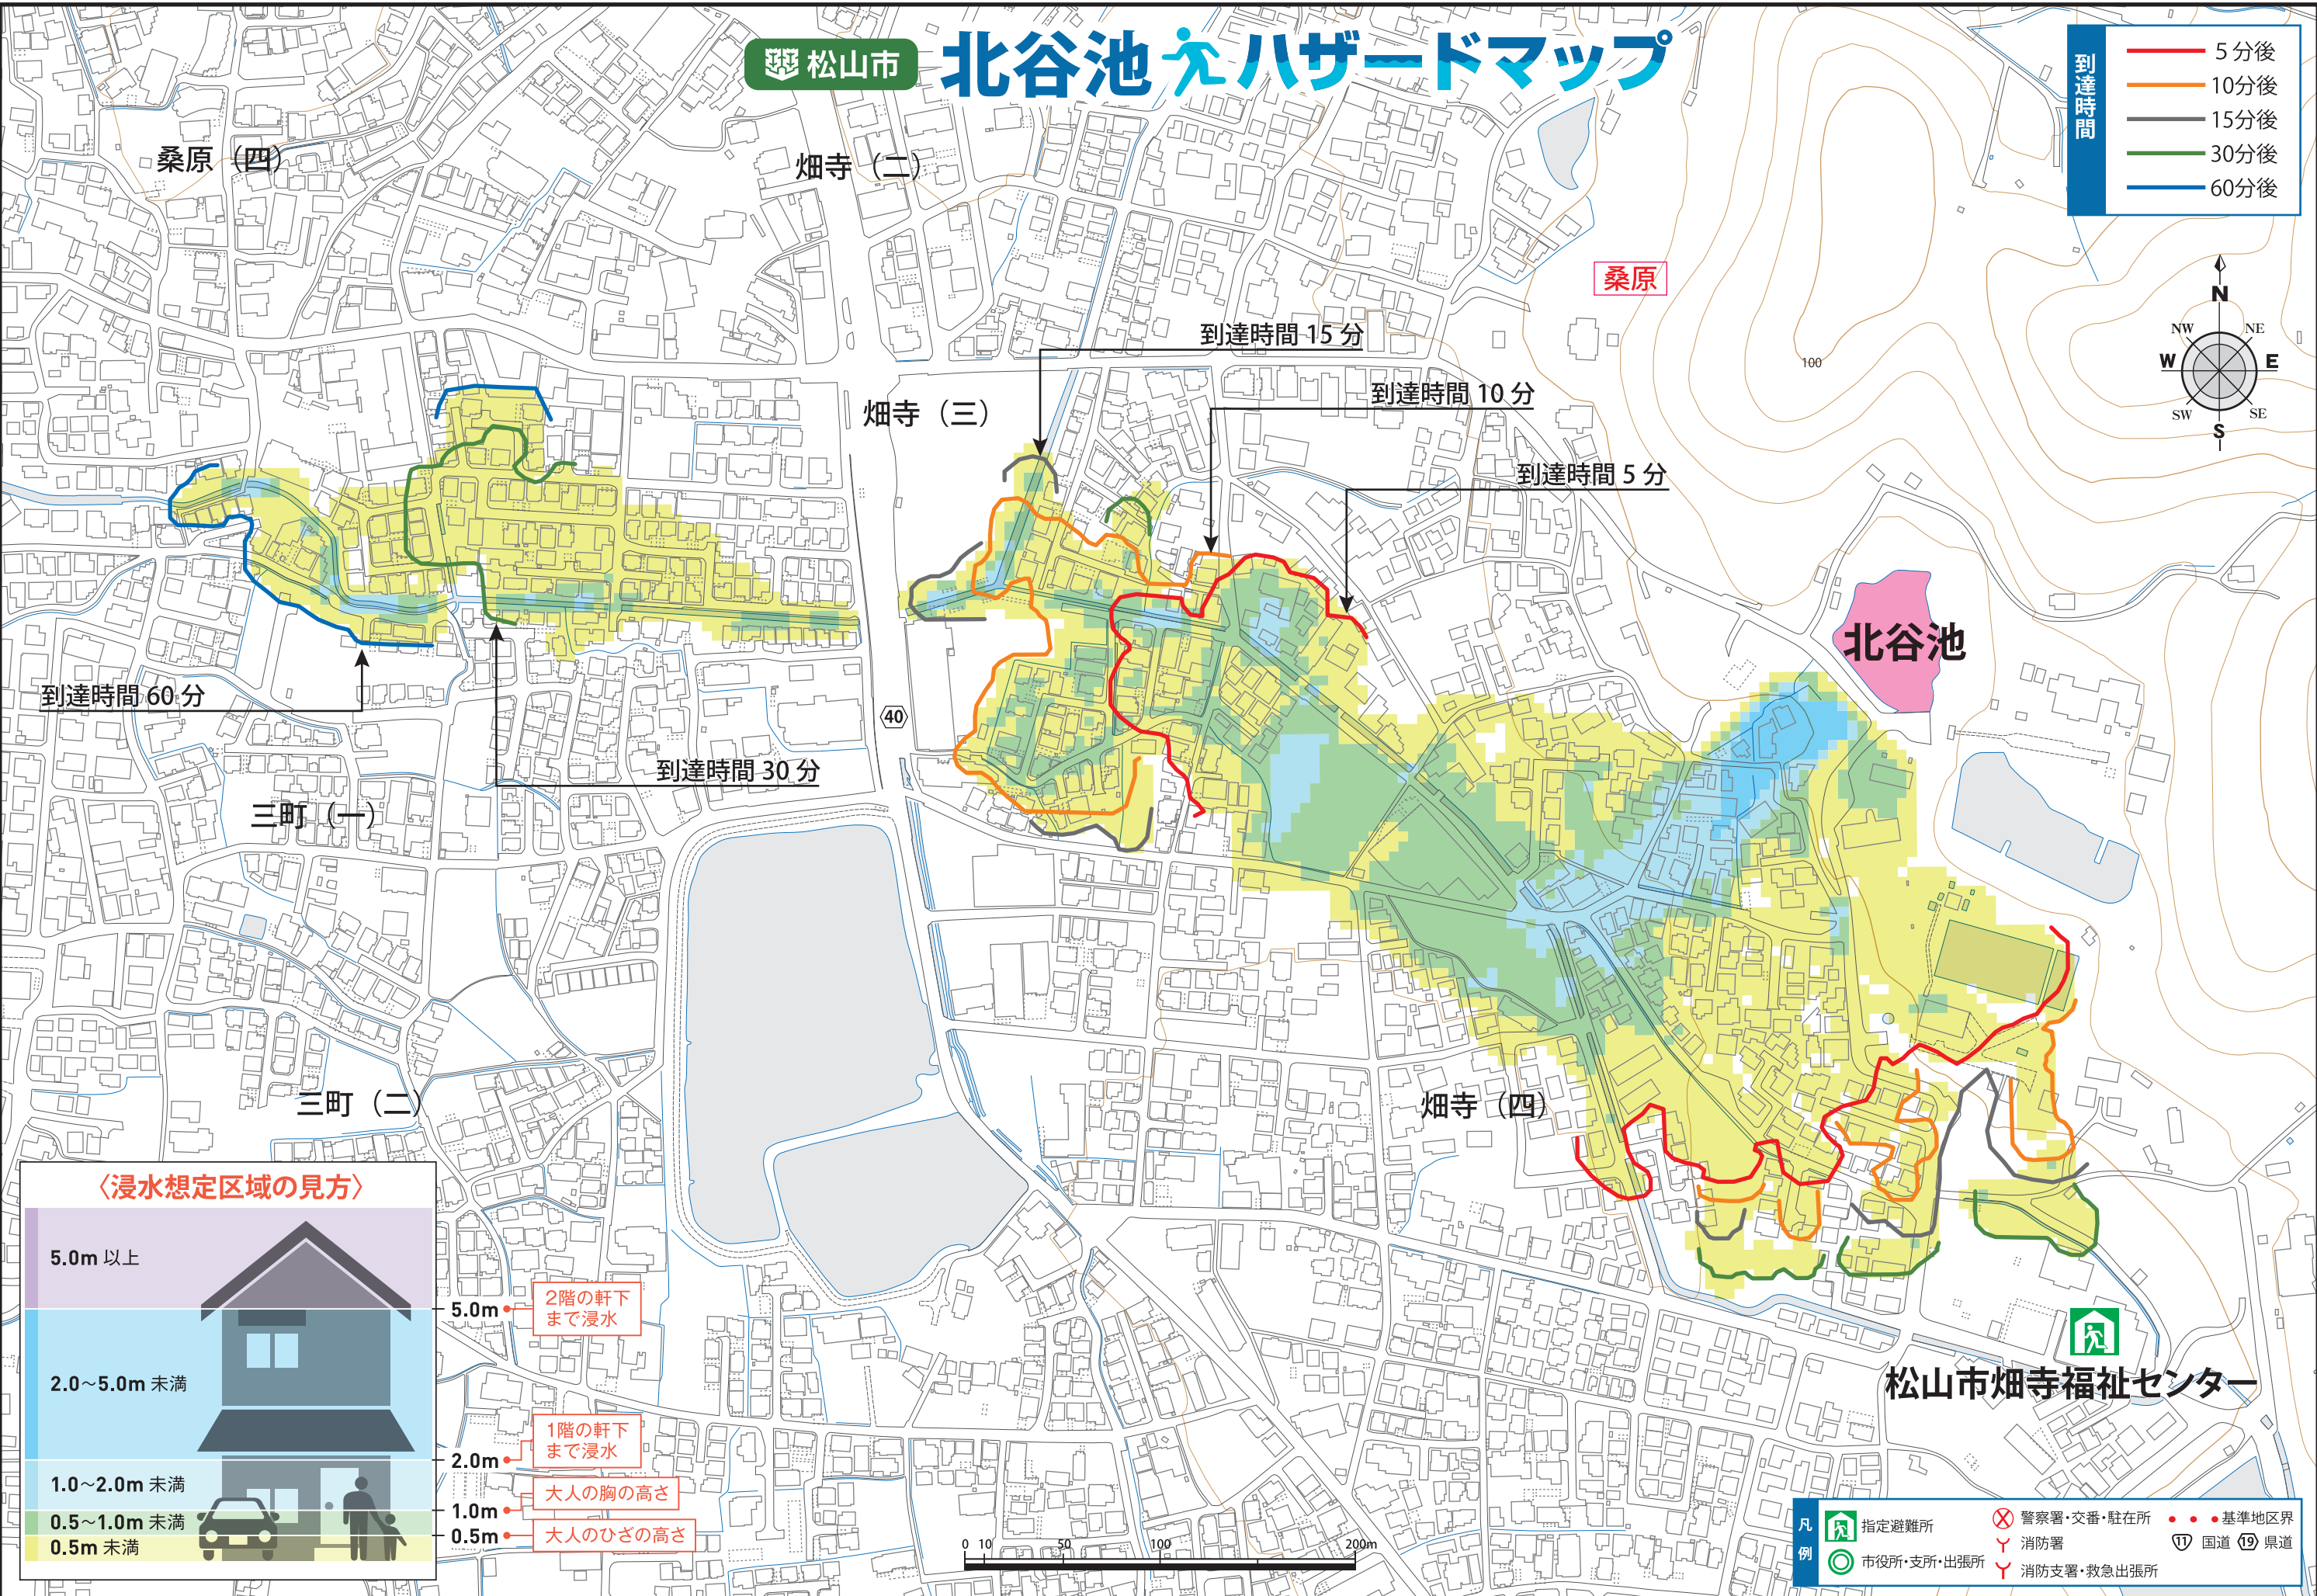 松山市
北谷池 ハザードマップ
到達時間
5分後
10分後
15分後
30分後
60分後
桑原（四）
畑寺（二）
桑原
N
NW
NE
W
E
SW
SE
S
100
到達時間 15 分
到達時間 10 分
畑寺（三）
到達時間 5 分
北谷池
到達時間 60 分
40
到達時間 30 分
三町（一）
三町（二）
畑寺（四）
松山市畑寺福祉センター
〈浸水想定区域の見方〉
5.0m 以上
2.0～5.0m 未満
1.0～2.0m 未満
0.5～1.0m 未満
0.5m 未満
5.0m
2階の軒下
まで浸水
2.0m
1階の軒下
まで浸水
1.0m
大人の胸の高さ
0.5m
大人のひざの高さ
0 10 50 100 200m
凡例
指定避難所
市役所・支所・出張所
警察署・交番・駐在所
消防署
消防支署・救急出張所
基準地区界
11 国道 19 県道